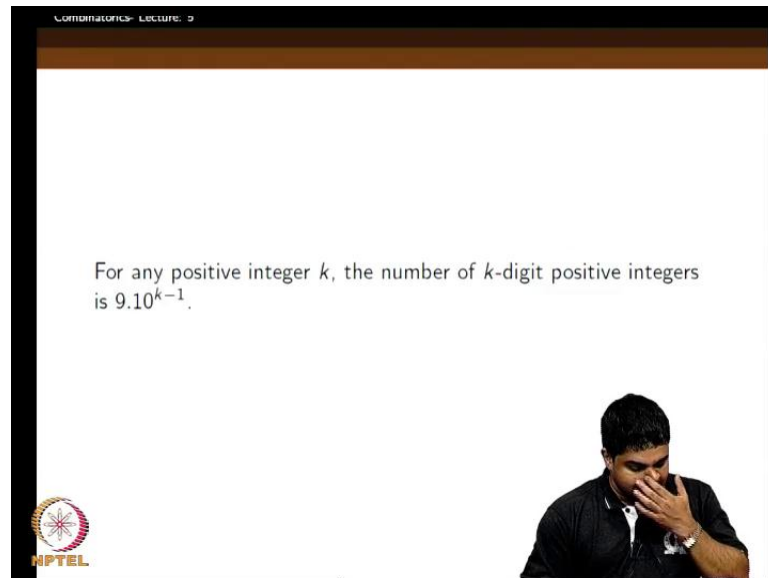 Combinatorics- Lecture: 5
For any positive integer k, the number of k-digit positive integers
is 9.10^{k−1}.
NPTEL